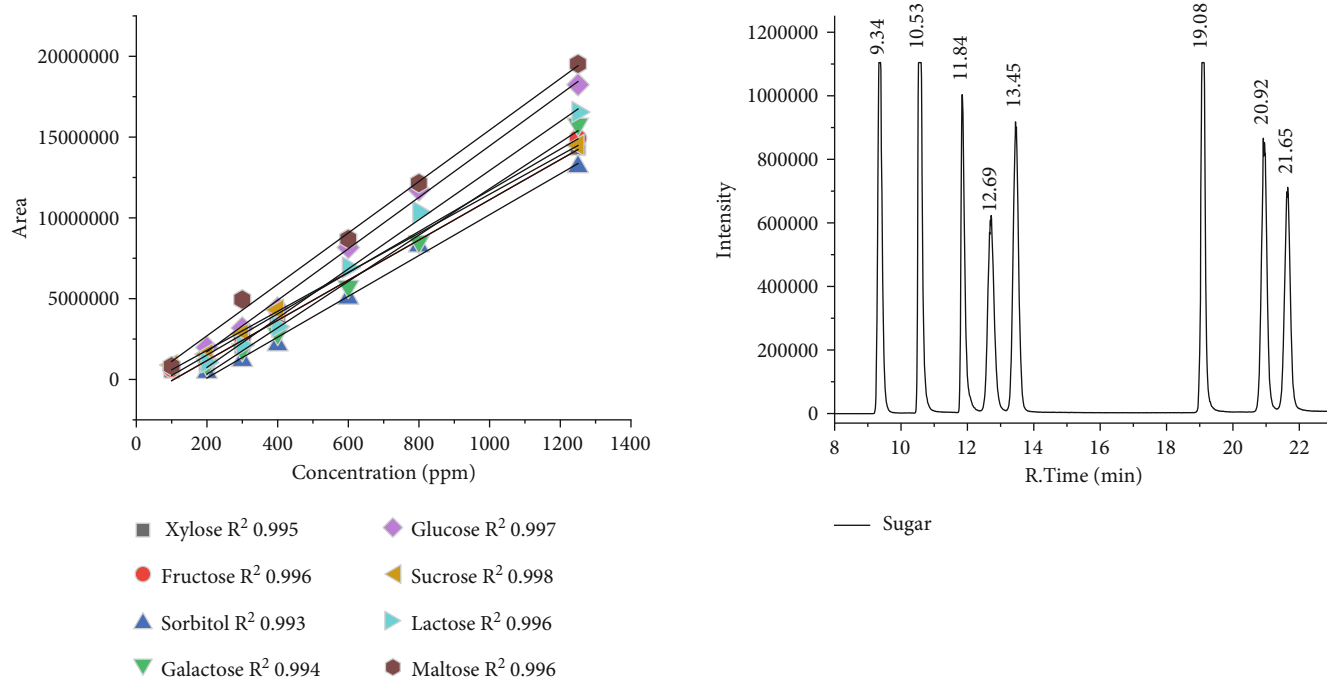 20000000
15000000
10000000
5000000
0
Area
0 200 400 600 800 1000 1200 1400
Concentration (ppm)
Xylose R² 0.995
Glucose R² 0.997
Fructose R² 0.996
Sucrose R² 0.998
Sorbitol R² 0.993
Lactose R² 0.996
Galactose R² 0.994
Maltose R² 0.996
1200000
1000000
800000
600000
400000
200000
0
Intensity
9.34
10.53
11.84
12.69
13.45
19.08
20.92
21.65
8 10 12 14 16 18 20 22
R.Time (min)
Sugar